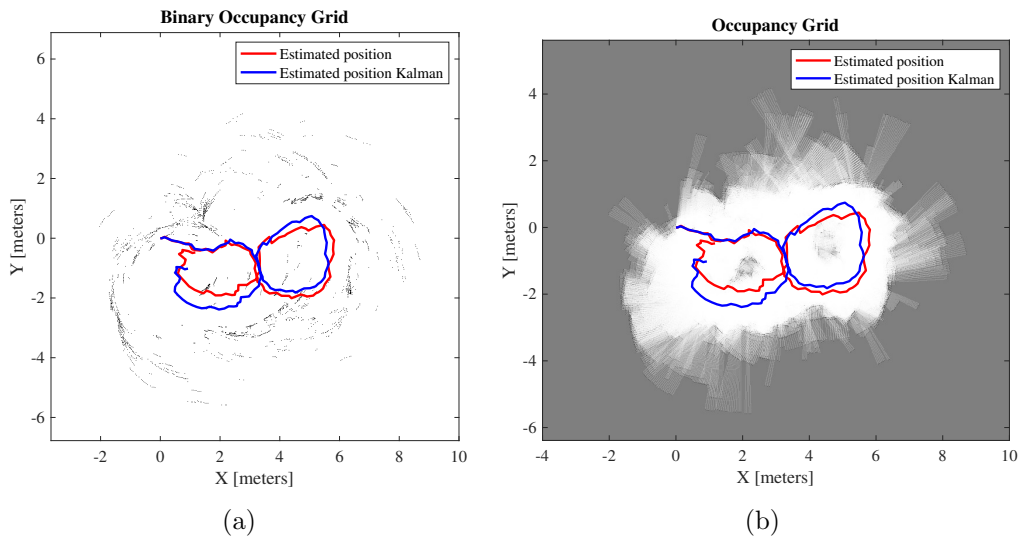 Binary Occupancy Grid
Estimated position
Estimated position Kalman
6
4
2
0
-2
-4
-6
Y [meters]
-2 0 2 4 6 8 10
X [meters]
(a)
Occupancy Grid
Estimated position
Estimated position Kalman
4
2
0
-2
-4
-6
Y [meters]
-4 -2 0 2 4 6 8 10
X [meters]
(b)